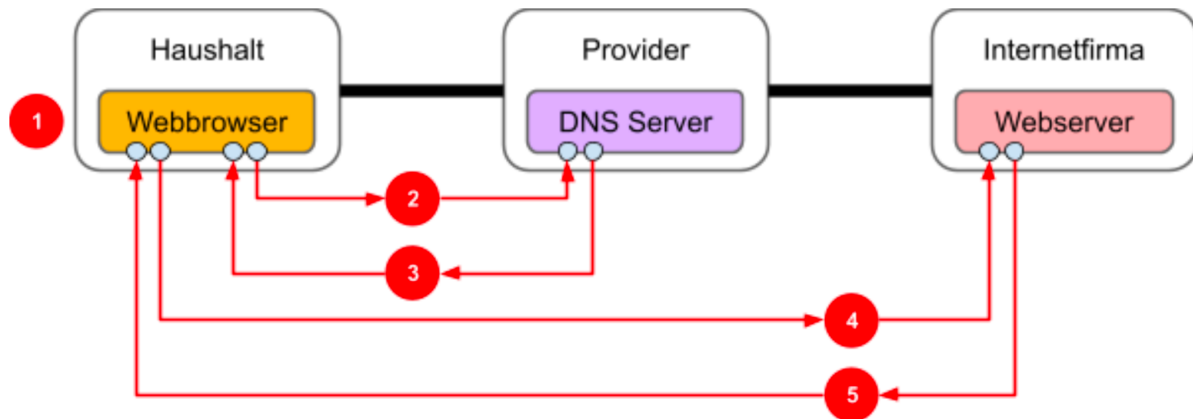 Haushalt
Provider
Internetfirma
1
Webbrowser
DNS Server
Webserver
2
3
4
5